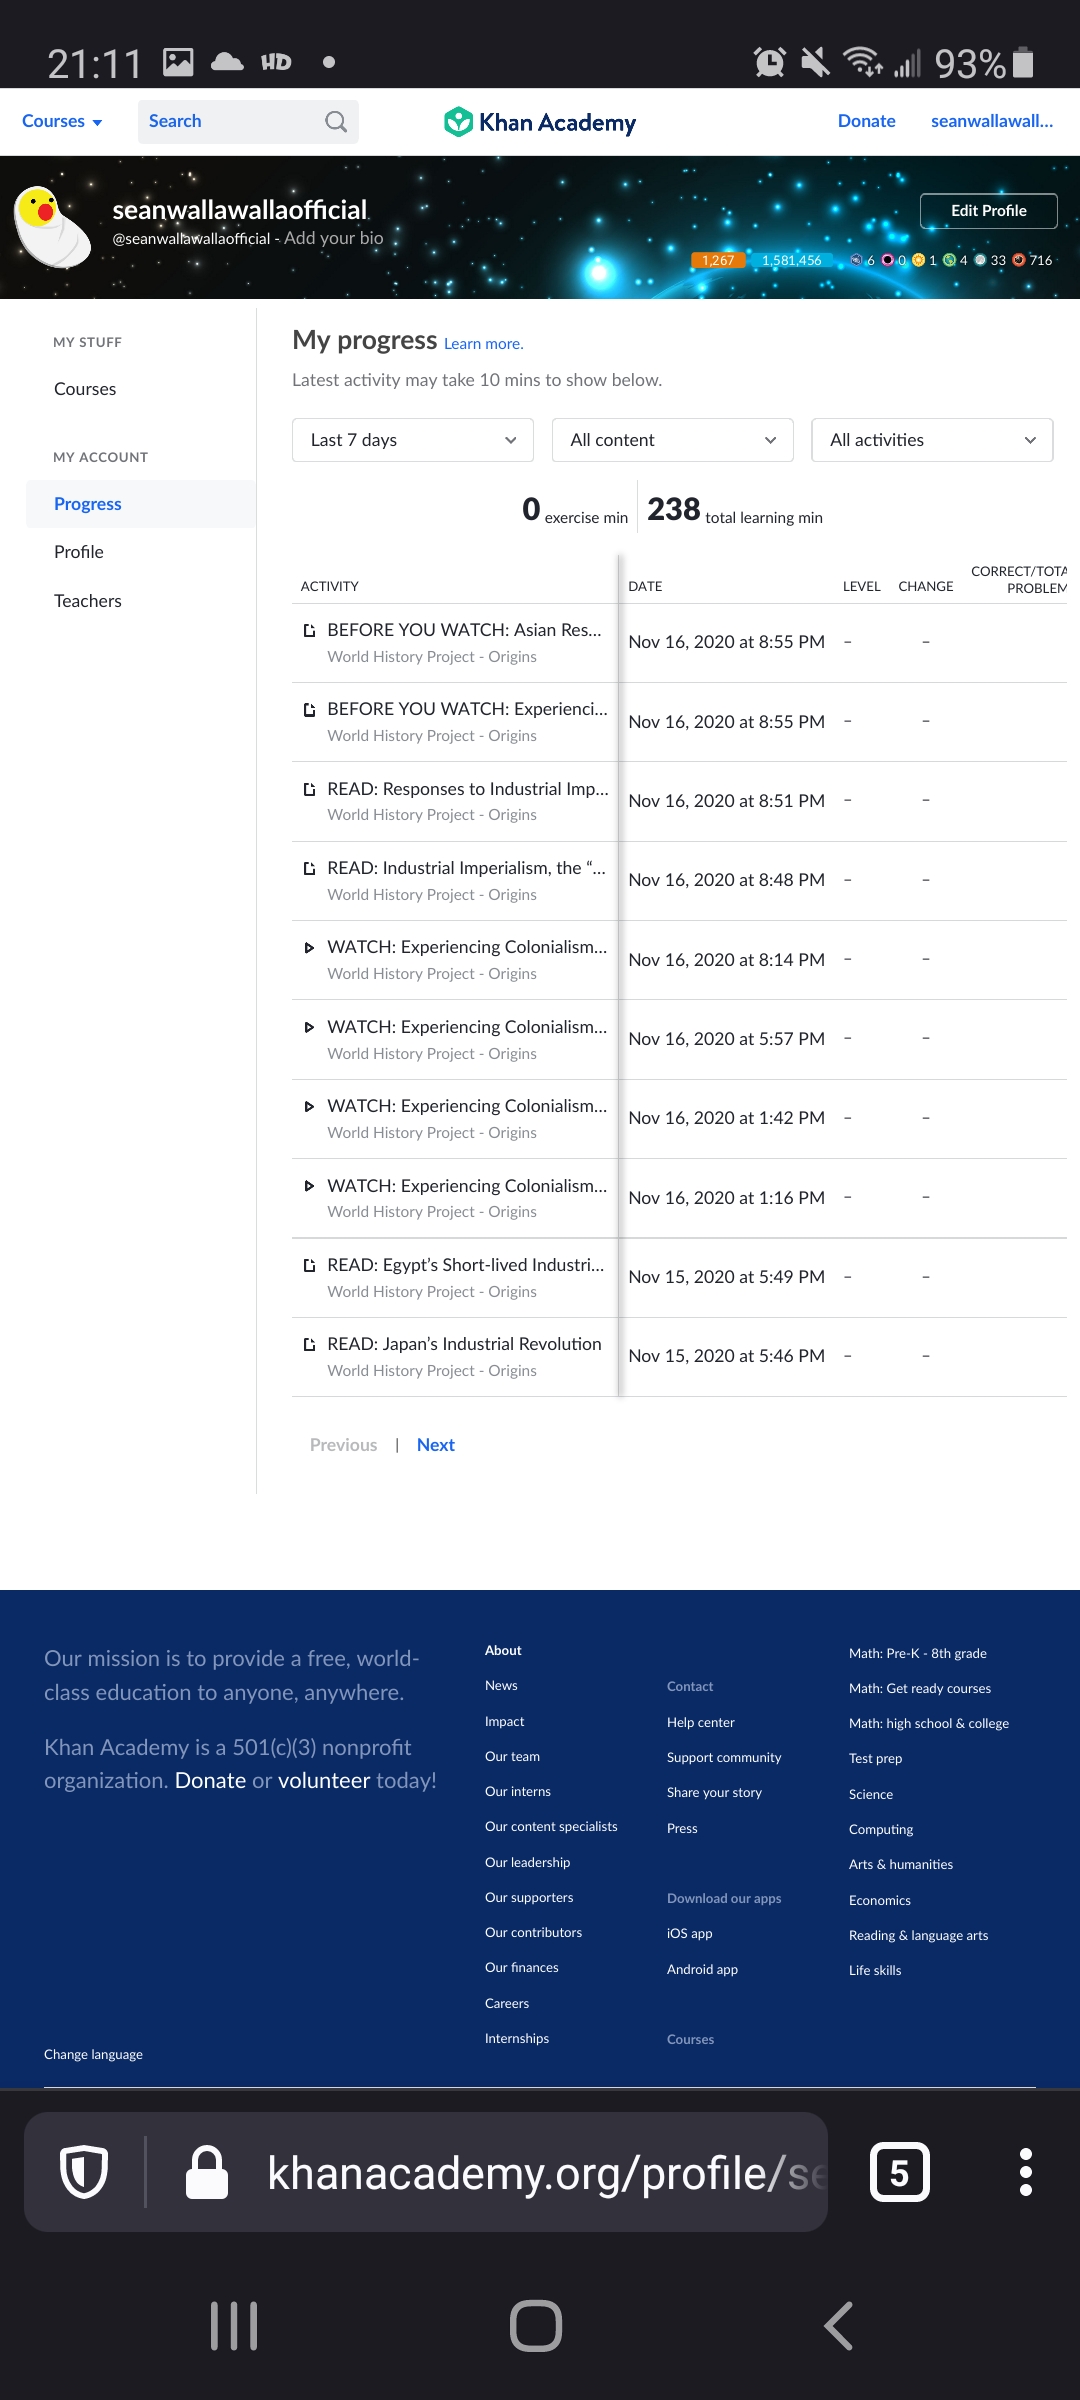 21:11 HD 93%
Courses Search Khan Academy Donate seanwallawall...
seanwallawallaofficial
@seanwallawallaofficial - Add your bio
Edit Profile
1,267 1,581,456 6 0 1 4 33 716
MY STUFF
Courses
MY ACCOUNT
Progress
Profile
Teachers
My progress Learn more.
Latest activity may take 10 mins to show below.
Last 7 days All content All activities
0 exercise min 238 total learning min
ACTIVITY DATE LEVEL CHANGE CORRECT/TOTA
PROBLEM
BEFORE YOU WATCH: Asian Res...
World History Project - Origins
Nov 16, 2020 at 8:55 PM – –
BEFORE YOU WATCH: Experienci...
World History Project - Origins
Nov 16, 2020 at 8:55 PM – –
READ: Responses to Industrial Imp...
World History Project - Origins
Nov 16, 2020 at 8:51 PM – –
READ: Industrial Imperialism, the “...
World History Project - Origins
Nov 16, 2020 at 8:48 PM – –
WATCH: Experiencing Colonialism...
World History Project - Origins
Nov 16, 2020 at 8:14 PM – –
WATCH: Experiencing Colonialism...
World History Project - Origins
Nov 16, 2020 at 5:57 PM – –
WATCH: Experiencing Colonialism...
World History Project - Origins
Nov 16, 2020 at 1:42 PM – –
WATCH: Experiencing Colonialism...
World History Project - Origins
Nov 16, 2020 at 1:16 PM – –
READ: Egypt’s Short-lived Industri...
World History Project - Origins
Nov 15, 2020 at 5:49 PM – –
READ: Japan’s Industrial Revolution
World History Project - Origins
Nov 15, 2020 at 5:46 PM – –
Previous | Next
Our mission is to provide a free, world-
class education to anyone, anywhere.
Khan Academy is a 501(c)(3) nonprofit
organization. Donate or volunteer today!
Change language
About
News
Impact
Our team
Our interns
Our content specialists
Our leadership
Our supporters
Our contributors
Our finances
Careers
Internships
Contact
Help center
Support community
Share your story
Press
Download our apps
iOS app
Android app
Courses
Math: Pre-K - 8th grade
Math: Get ready courses
Math: high school & college
Test prep
Science
Computing
Arts & humanities
Economics
Reading & language arts
Life skills
khanacademy.org/profile/se
5